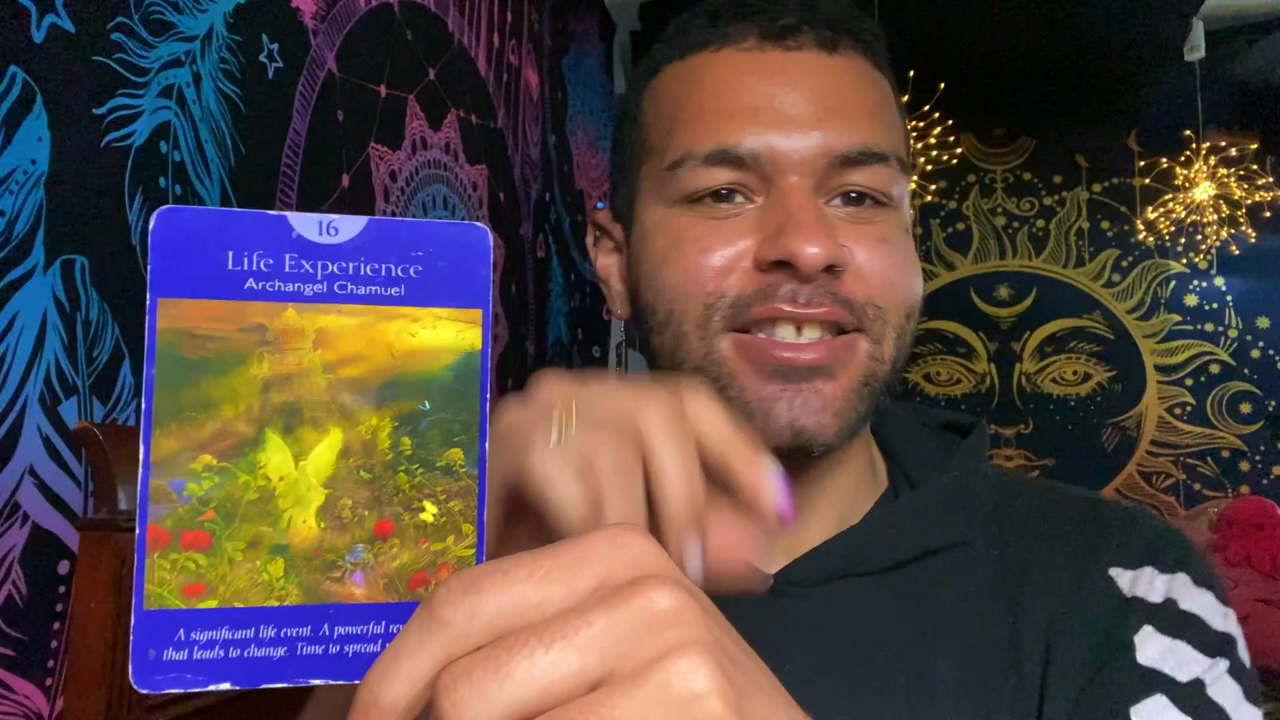 16
Life Experience
Archangel Chamuel
A significant life event. A powerful
that leads to change. Time to spread